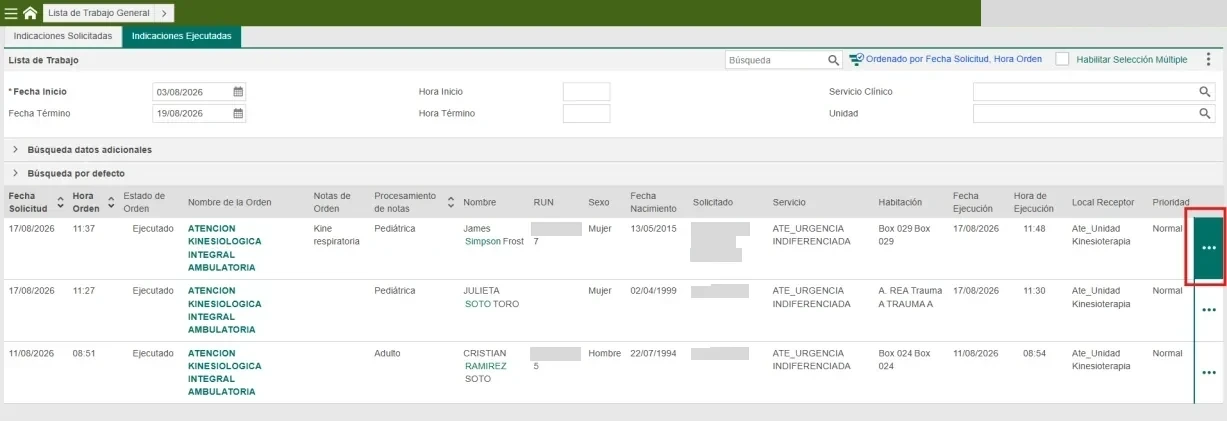 Lista de Trabajo General
Indicaciones Solicitadas Indicaciones Ejecutadas
Lista de Trabajo Búsqueda Ordenado por Fecha Solicitud, Hora Orden Habilitar Selección Múltiple
* Fecha Inicio 03/08/2026 Hora Inicio Servicio Clínico
Fecha Término 19/08/2026 Hora Término Unidad
Búsqueda datos adicionales
Búsqueda por defecto
Fecha Hora Estado de Nombre de la Orden Notas de Procesamiento Nombre RUN Sexo Fecha Solicitado Servicio Habitación Fecha Hora de Local Receptor Prioridad
Solicitud Orden Orden Orden de notas Nacimiento Ejecución Ejecución
17/08/2026 11:37 Ejecutado ATENCION Kine Pediátrica James Mujer 13/05/2015 ATE_URGENCIA Box 029 Box 17/08/2026 11:48 Ate_Unidad Normal
KINESIOLOGICA respiratoria Simpson Frost 7 INDIFERENCIADA 029 Kinesioterapia
INTEGRAL
AMBULATORIA
17/08/2026 11:27 Ejecutado ATENCION Pediátrica JULIETA Mujer 02/04/1999 ATE_URGENCIA A. REA Trauma 17/08/2026 11:30 Ate_Unidad Normal
KINESIOLOGICA SOTO TORO INDIFERENCIADA A TRAUMA A Kinesioterapia
INTEGRAL
AMBULATORIA
11/08/2026 08:51 Ejecutado ATENCION Adulto CRISTIAN Hombre 22/07/1994 ATE_URGENCIA Box 024 Box 11/08/2026 08:54 Ate_Unidad Normal
KINESIOLOGICA RAMIREZ 5 INDIFERENCIADA 024 Kinesioterapia
INTEGRAL SOTO
AMBULATORIA